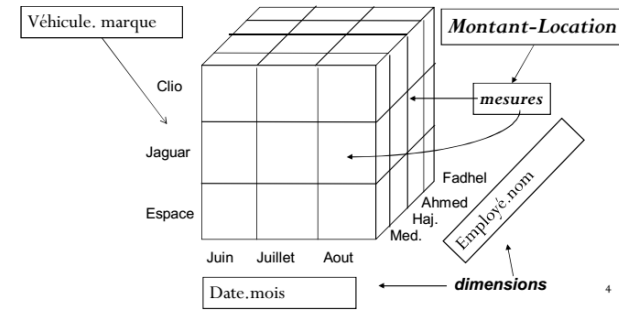 Véhicule. marque
Montant-Location
Clio
mesures
Jaguar
Fadhel
Ahmed
Employé.nom
Espace
Haj.
Med.
Juin Juillet Aout
dimensions
Date.mois
4